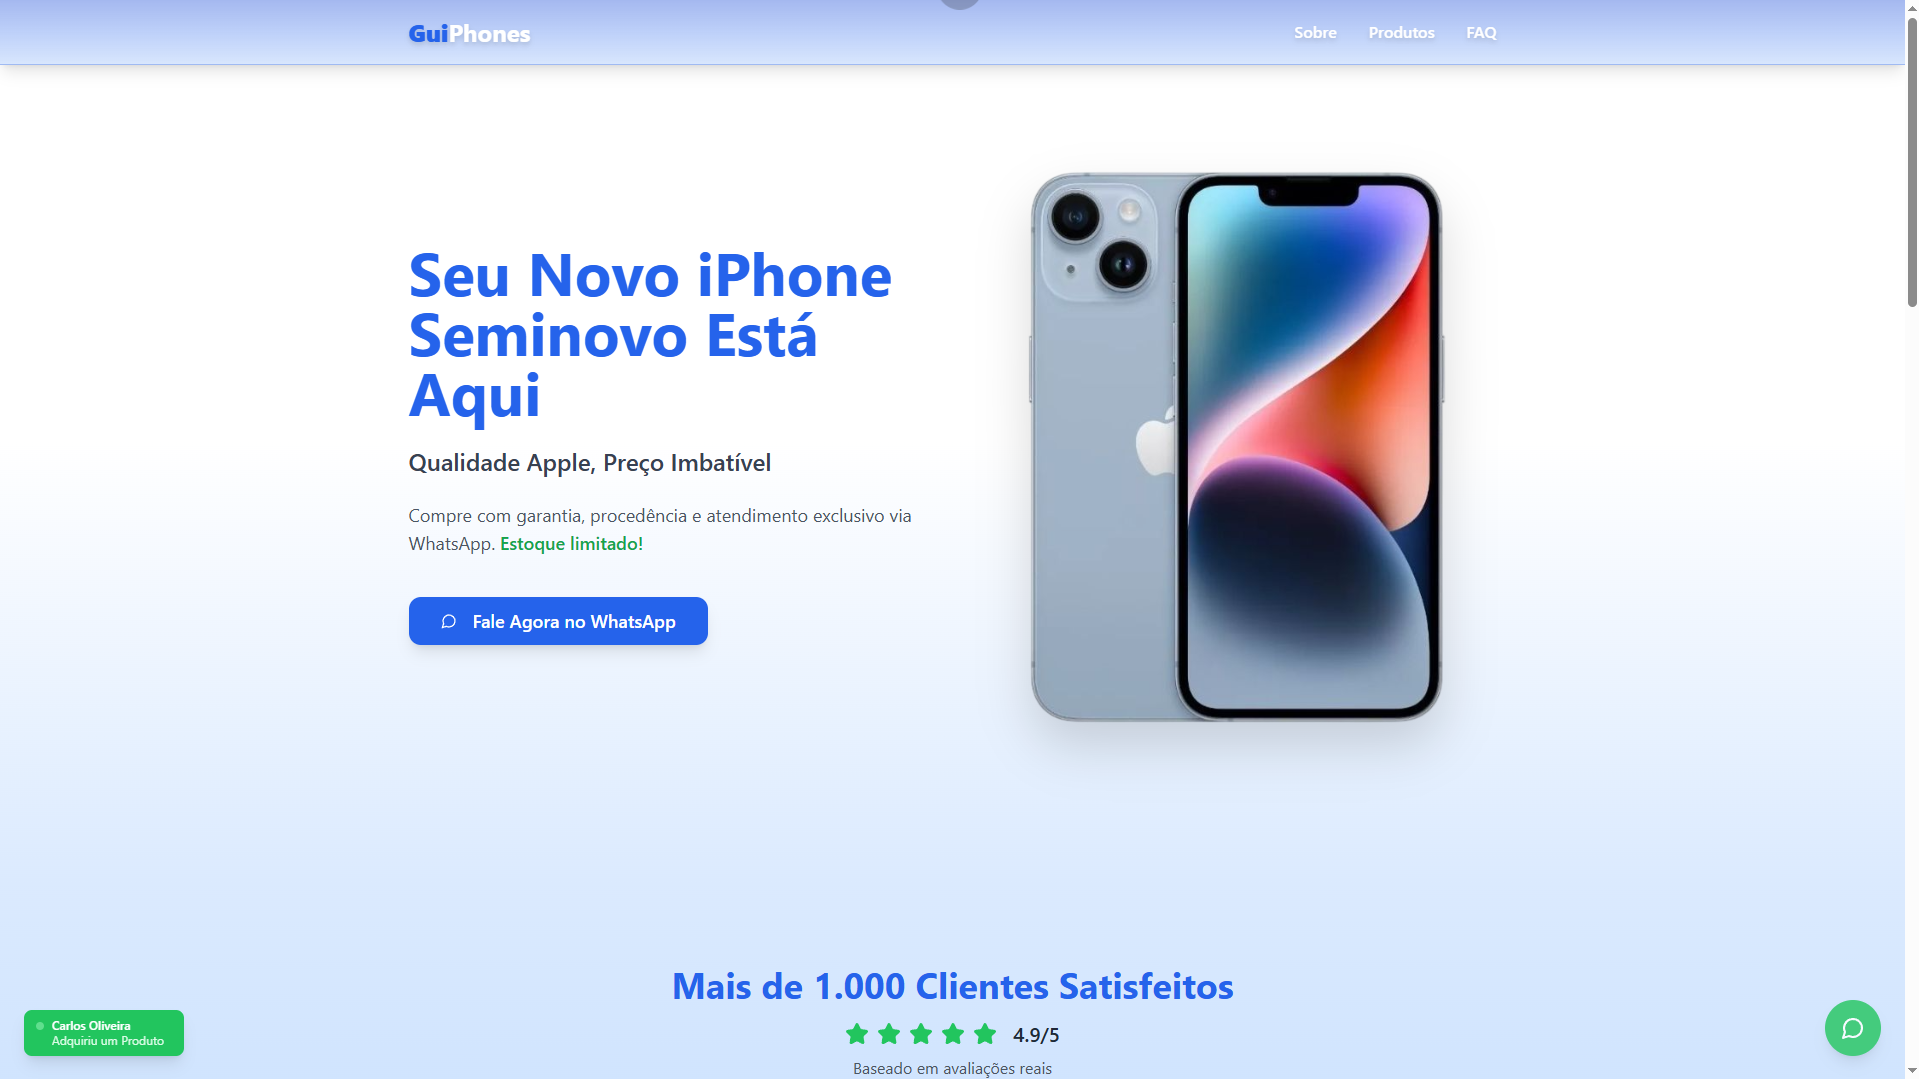 GuiPhones
Sobre
Produtos
FAQ
Seu Novo iPhone
Seminovo Está
Aqui
Qualidade Apple, Preço Imbatível
Compre com garantia, procedência e atendimento exclusivo via
WhatsApp. Estoque limitado!
Fale Agora no WhatsApp
Mais de 1.000 Clientes Satisfeitos
4.9/5
Baseado em avaliações reais
Carlos Oliveira
Adquiriu um Produto